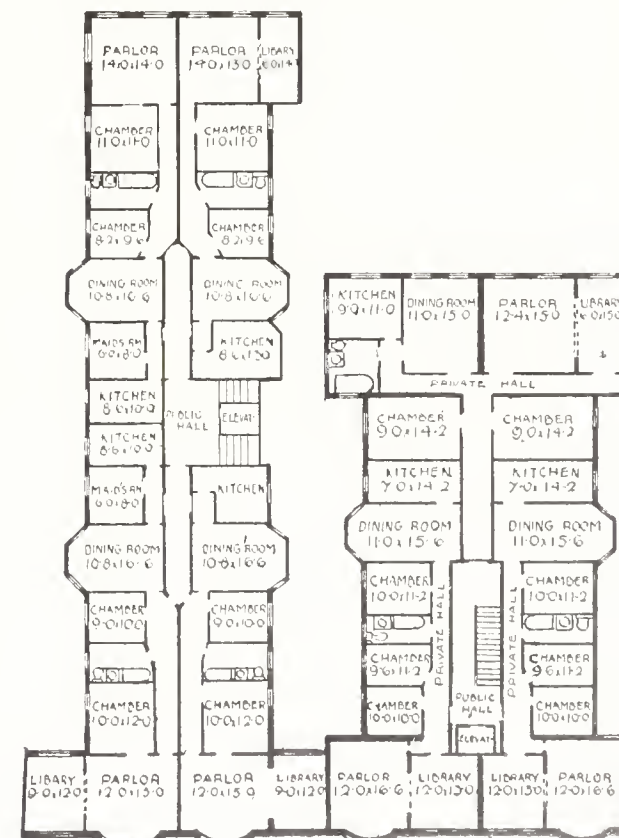 PARLOR
14.0x14.0
PARLOR
14.0x13.0
LIBARY
CHAMBER
11.0x11.0
CHAMBER
11.0x11.0
CHAMBER
8.2x9.6
CHAMBER
8.2x9.6
DINING ROOM
10.8x16.6
DINING ROOM
10.8x16.6
MAIDS RM
6.0x8.0
KITCHEN
KITCHEN
8.6x10.0
PUBLIC
HALL
ELEVAT.
KITCHEN
8.6x10.0
MAID'S RM
6.0x8.0
KITCHEN
DINING ROOM
10.8x16.6
DINING ROOM
10.8x16.6
CHAMBER
9.0x10.0
CHAMBER
9.0x10.0
CHAMBER
10.0x12.0
CHAMBER
10.0x12.0
LIBARY
9.0x12.0
PARLOR
12.0x15.0
PARLOR
12.0x15.9
LIBRARY
9.0x12.0
KITCHEN
9.9x11.0
DINING ROOM
11.0x15.0
PARLOR
12.4x15.0
LIBRARY
6.0x15.0
PRIVATE HALL
CHAMBER
9.0x14.2
CHAMBER
9.0x14.2
KITCHEN
7.0x14.2
KITCHEN
7.0x14.2
DINING ROOM
11.0x15.6
DINING ROOM
11.0x15.6
CHAMBER
10.0x11.2
CHAMBER
10.0x11.2
PRIVATE HALL
PRIVATE HALL
CHAMBER
9.6x11.2
CHAMBER
9.6x11.2
CHAMBER
10.0x10.0
PUBLIC
HALL
CHAMBER
10.0x10.0
ELEVAT.
PARLOR
12.0x16.6
LIBRARY
12.0x13.0
LIBRARY
12.0x13.0
PARLOR
12.0x16.6